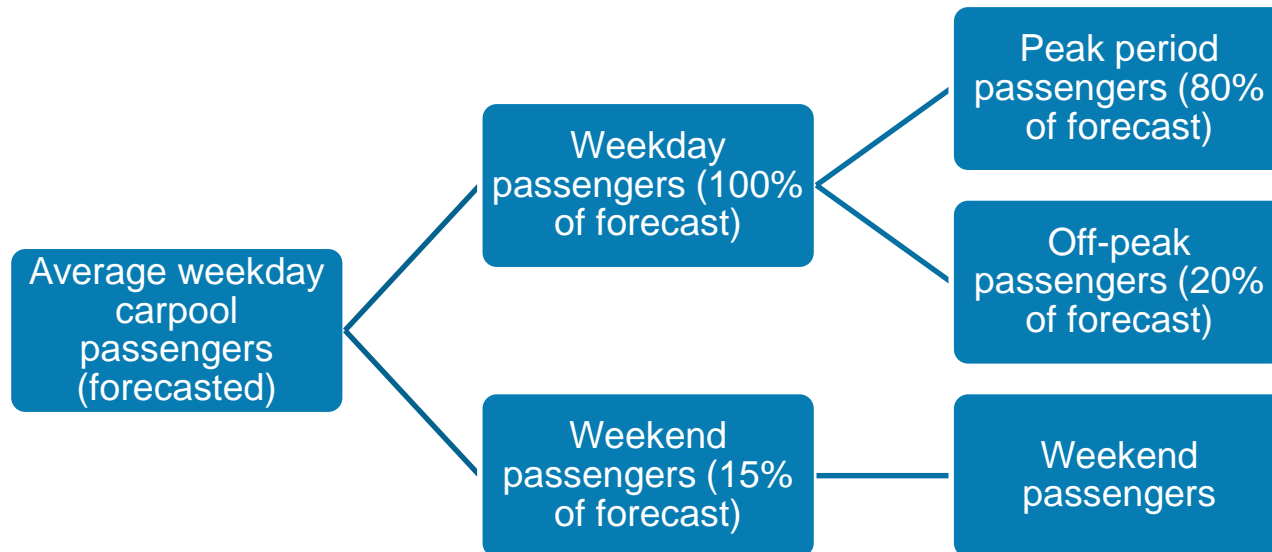 Average weekday
carpool
passengers
(forecasted)
Weekday
passengers (100%
of forecast)
Weekend
passengers (15%
of forecast)
Peak period
passengers (80%
of forecast)
Off-peak
passengers (20%
of forecast)
Weekend
passengers